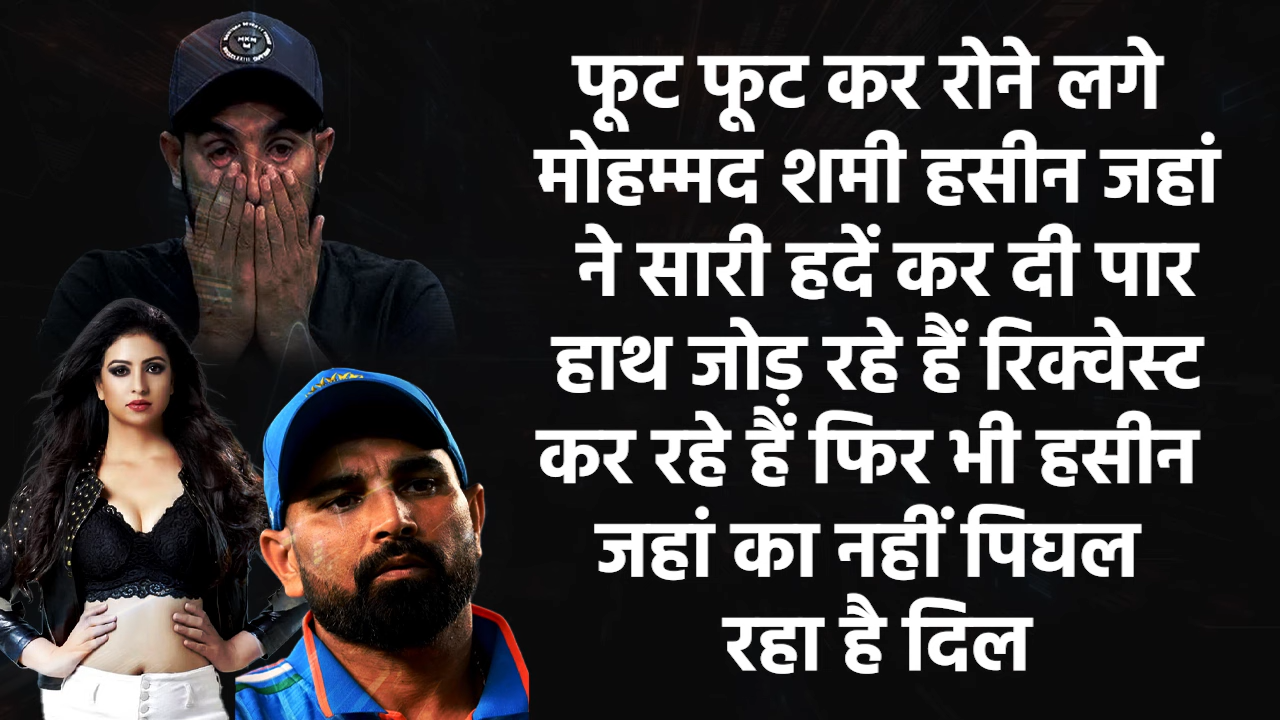 फूट फूट कर रोने लगे
मोहम्मद शमी हसीन जहां
ने सारी हदें कर दी पार
हाथ जोड़ रहे हैं रिक्वेस्ट
कर रहे हैं फिर भी हसीन
जहां का नहीं पिघल
रहा है दिल